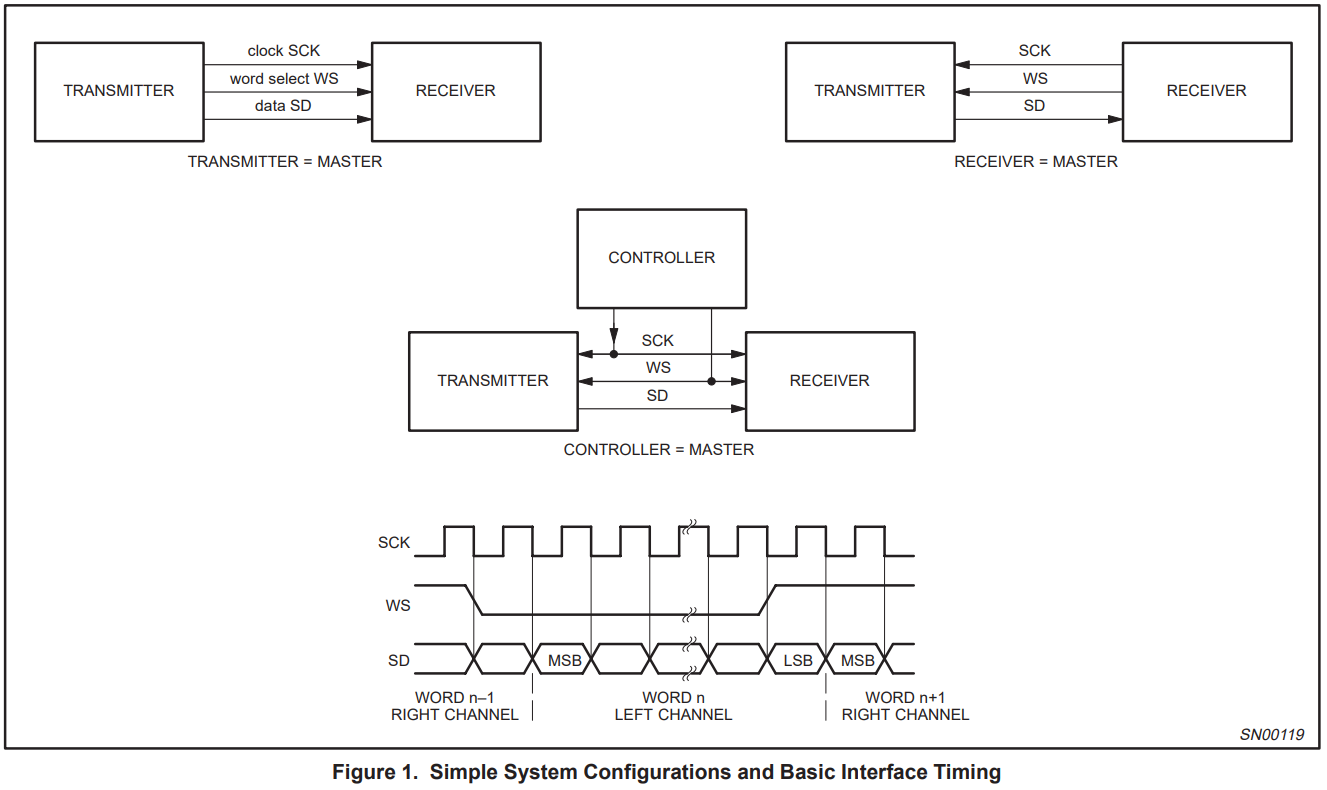 clock SCK
word select WS
data SD
TRANSMITTER
RECEIVER
TRANSMITTER = MASTER
SCK
WS
SD
TRANSMITTER
RECEIVER
RECEIVER = MASTER
CONTROLLER
SCK
WS
SD
TRANSMITTER
RECEIVER
CONTROLLER = MASTER
SCK
WS
SD
MSB
LSB
MSB
WORD n–1
RIGHT CHANNEL
WORD n
LEFT CHANNEL
WORD n+1
RIGHT CHANNEL
SN00119
Figure 1. Simple System Configurations and Basic Interface Timing